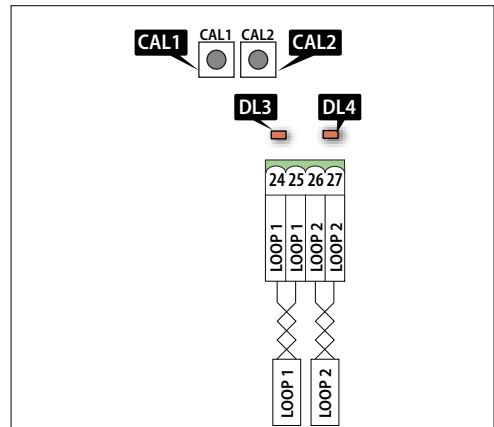 CAL1 CAL1 CAL2 CAL2
DL3 DL4
24 25 26 27
LOOP 1 LOOP 1 LOOP 2 LOOP 2
LOOP 1 LOOP 2